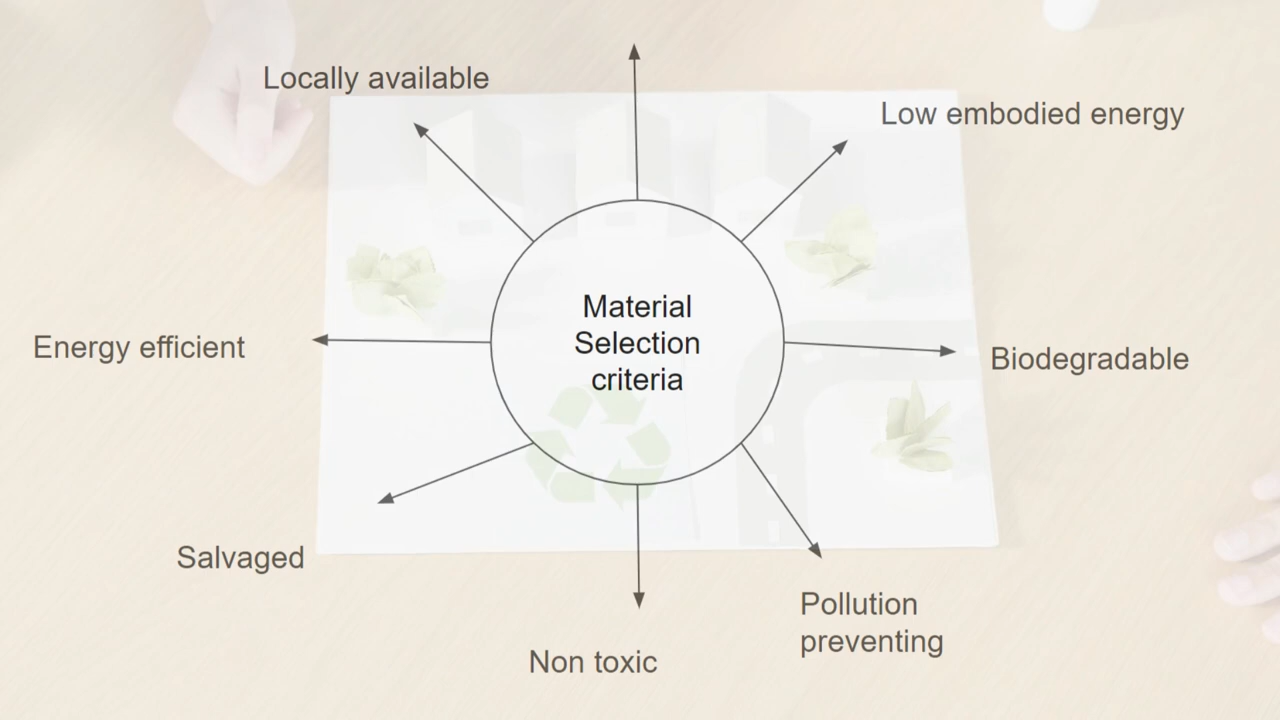 Locally available
Low embodied energy
Material
Selection
criteria
Energy efficient
Biodegradable
Salvaged
Pollution
preventing
Non toxic